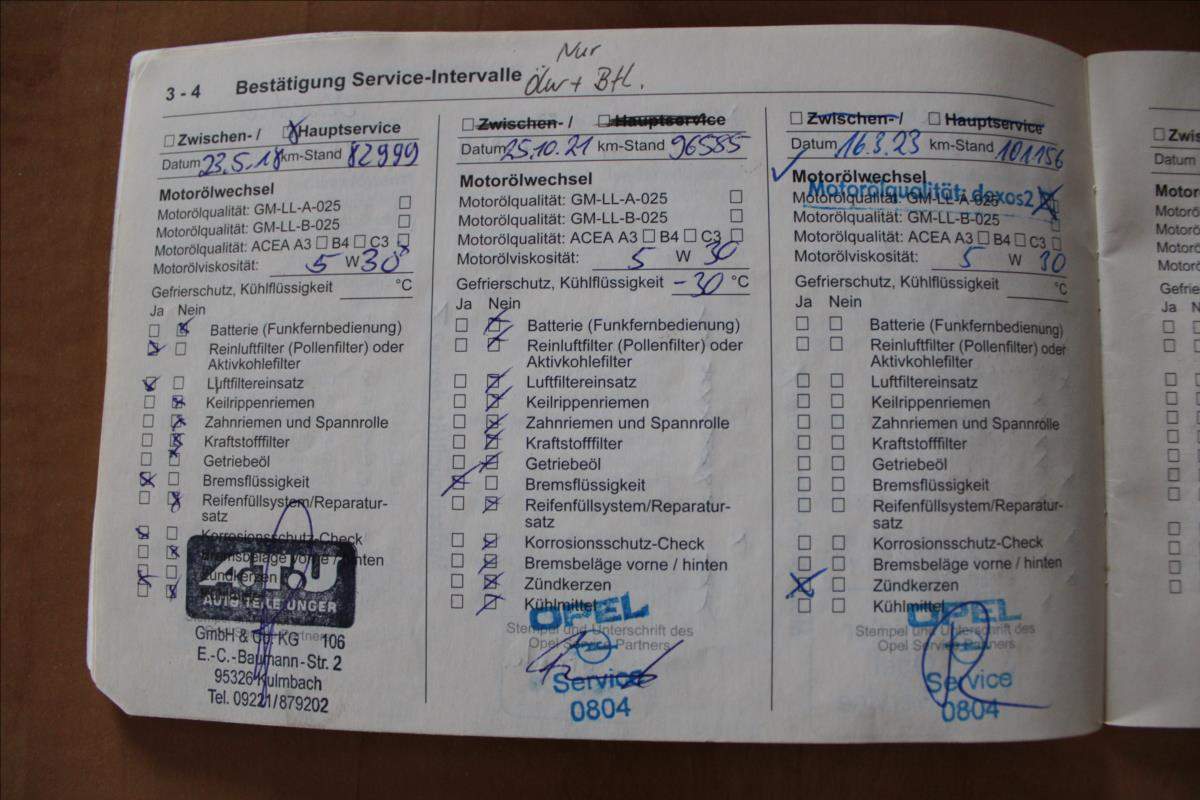 Nur
3 - 4 Bestätigung Service-Intervalle Ölw + Bfl.
Zwischen- / Hauptservice
Datum 23.5.18 km-Stand 82999
Motorölwechsel
Motorölqualität: GM-LL-A-025
Motorölqualität: GM-LL-B-025
Motorölqualität: ACEA A3 B4 C3
Motorölviskosität: 5 W 30
Gefrierschutz, Kühlflüssigkeit °C
Ja Nein
Batterie (Funkfernbedienung)
Reinluftfilter (Pollenfilter) oder
Aktivkohlefilter
Luftfiltereinsatz
Keilrippenriemen
Zahnriemen und Spannrolle
Kraftstofffilter
Getriebeöl
Bremsflüssigkeit
Reifenfüllsystem/Reparatur-
satz
Korrosionsschutz-Check
Bremsbeläge vorne / hinten
Zündkerzen
A.T.U
AUTO TEILE UNGER
GmbH & Co. KG 106
E.-C.-Baumann-Str. 2
95326 Kulmbach
Tel. 09221/879202
Zwischen- / Hauptservice
Datum 25.10.21 km-Stand 96585
Motorölwechsel
Motorölqualität: GM-LL-A-025
Motorölqualität: GM-LL-B-025
Motorölqualität: ACEA A3 B4 C3
Motorölviskosität: 5 W 30
Gefrierschutz, Kühlflüssigkeit -30 °C
Ja Nein
Batterie (Funkfernbedienung)
Reinluftfilter (Pollenfilter) oder
Aktivkohlefilter
Luftfiltereinsatz
Keilrippenriemen
Zahnriemen und Spannrolle
Kraftstofffilter
Getriebeöl
Bremsflüssigkeit
Reifenfüllsystem/Reparatur-
satz
Korrosionsschutz-Check
Bremsbeläge vorne / hinten
Zündkerzen
Kühlmittel
OPEL
Stempel und Unterschrift des
Opel Service Partners
Service
0804
Zwischen- / Hauptservice
Datum 16.3.23 km-Stand 101156
Motorölwechsel
Motorölqualität: dexos2
Motorölqualität: GM-LL-A-025
Motorölqualität: GM-LL-B-025
Motorölqualität: ACEA A3 B4 C3
Motorölviskosität: 5 W 30
Gefrierschutz, Kühlflüssigkeit °C
Ja Nein
Batterie (Funkfernbedienung)
Reinluftfilter (Pollenfilter) oder
Aktivkohlefilter
Luftfiltereinsatz
Keilrippenriemen
Zahnriemen und Spannrolle
Kraftstofffilter
Getriebeöl
Bremsflüssigkeit
Reifenfüllsystem/Reparatur-
satz
Korrosionsschutz-Check
Bremsbeläge vorne / hinten
Zündkerzen
Kühlmittel
OPEL
Stempel und Unterschrift des
Opel Service Partners
Service
0804
Datum
Ja